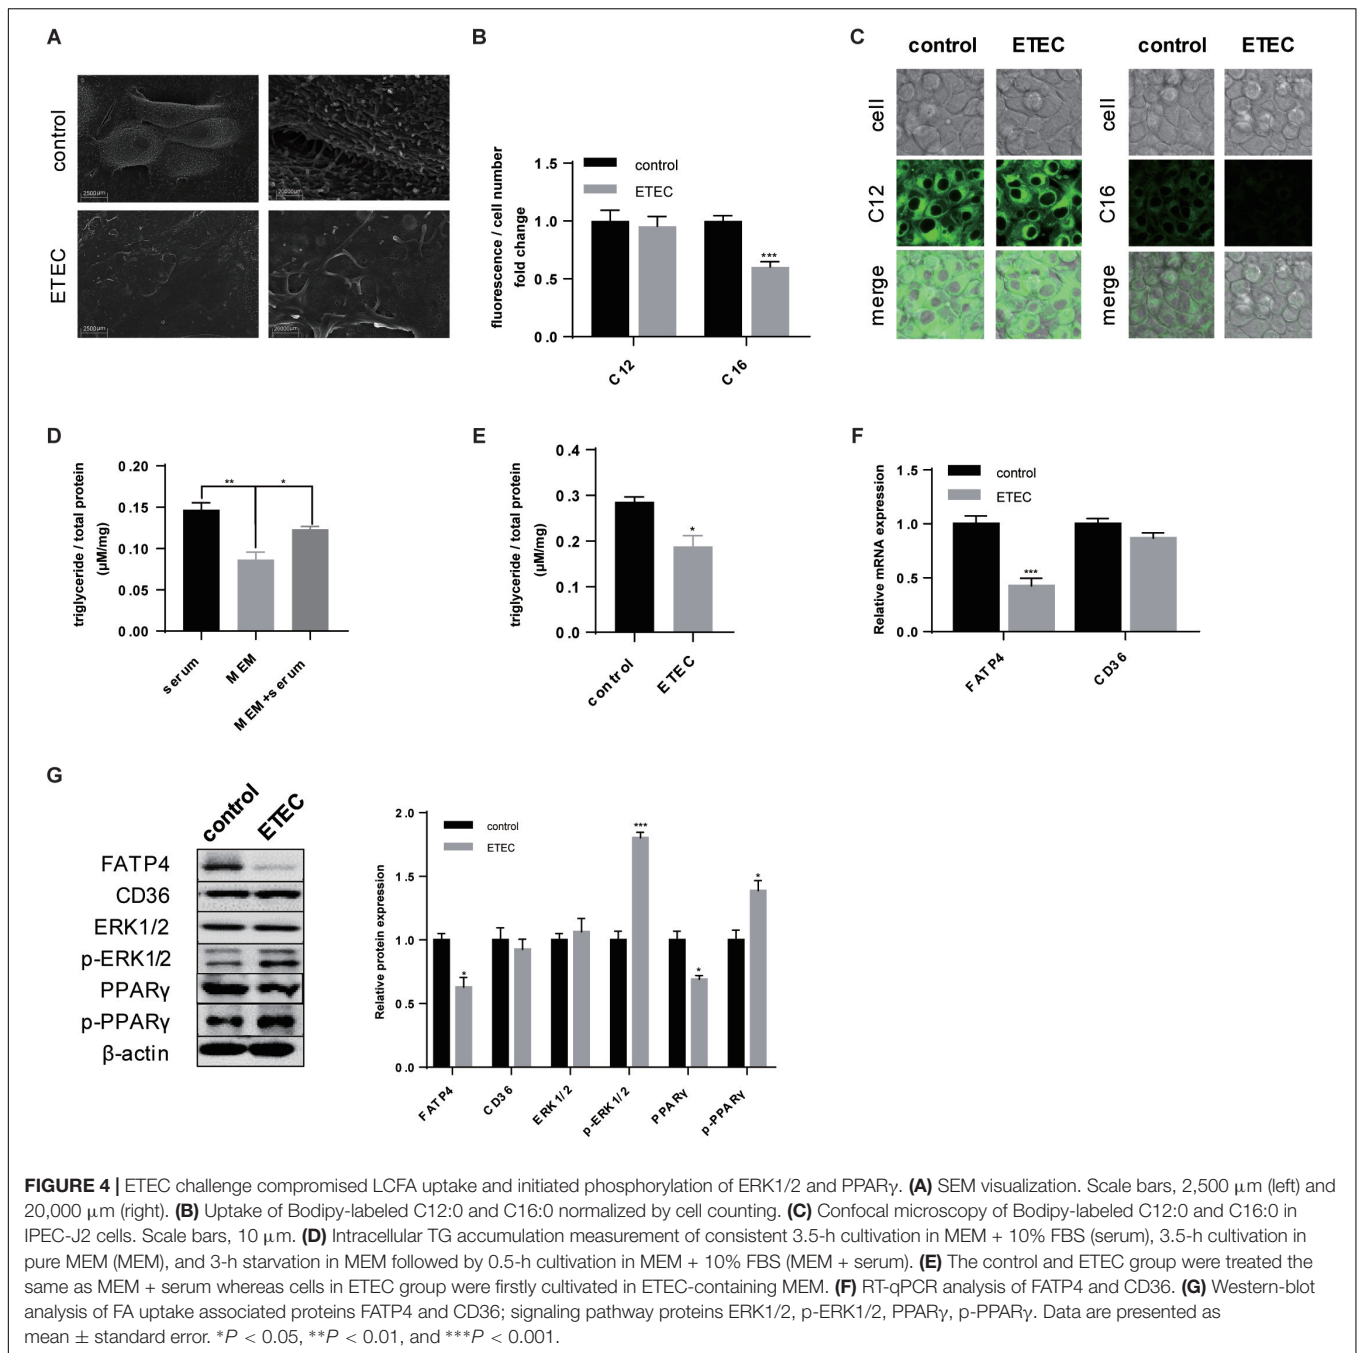 A
control
ETEC
2500μm
20000μm
2500μm
20000μm
B
fluorescence / cell number
fold change
1.5
1.0
0.5
0.0
control
ETEC
C12
C16
***
C
control
ETEC
control
ETEC
cell
C12
merge
cell
C16
merge
D
triglyceride / total protein
(μM/mg)
0.20
0.15
0.10
0.05
0.00
**
*
serum
MEM
MEM+serum
E
triglyceride / total protein
(μM/mg)
0.4
0.3
0.2
0.1
0.0
*
control
ETEC
F
Relative mRNA expression
1.5
1.0
0.5
0.0
control
ETEC
***
FATP4
CD36
G
control
ETEC
FATP4
CD36
ERK1/2
p-ERK1/2
PPARγ
p-PPARγ
β-actin
Relative protein expression
2.0
1.5
1.0
0.5
0.0
control
ETEC
*
***
*
*
FATP4
CD36
ERK1/2
p-ERK1/2
PPARγ
p-PPARγ
FIGURE 4 | ETEC challenge compromised LCFA uptake and initiated phosphorylation of ERK1/2 and PPARγ. (A) SEM visualization. Scale bars, 2,500 μm (left) and
20,000 μm (right). (B) Uptake of Bodipy-labeled C12:0 and C16:0 normalized by cell counting. (C) Confocal microscopy of Bodipy-labeled C12:0 and C16:0 in
IPEC-J2 cells. Scale bars, 10 μm. (D) Intracellular TG accumulation measurement of consistent 3.5-h cultivation in MEM + 10% FBS (serum), 3.5-h cultivation in
pure MEM (MEM), and 3-h starvation in MEM followed by 0.5-h cultivation in MEM + 10% FBS (MEM + serum). (E) The control and ETEC group were treated the
same as MEM + serum whereas cells in ETEC group were firstly cultivated in ETEC-containing MEM. (F) RT-qPCR analysis of FATP4 and CD36. (G) Western-blot
analysis of FA uptake associated proteins FATP4 and CD36; signaling pathway proteins ERK1/2, p-ERK1/2, PPARγ, p-PPARγ. Data are presented as
mean ± standard error. *P < 0.05, **P < 0.01, and ***P < 0.001.